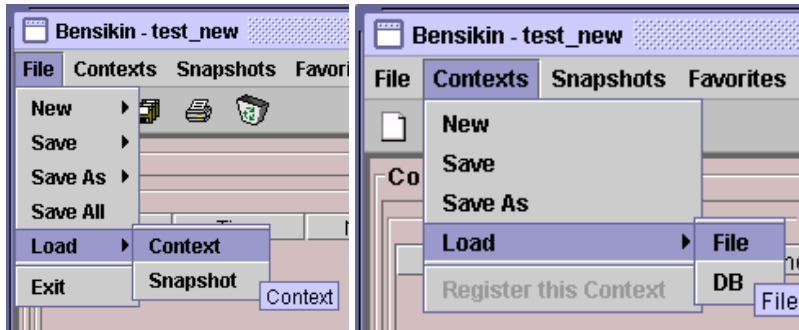 Bensikin - test_new
File Contexts Snapshots Favori
New
Save
Save As
Save All
Load
Context
Snapshot
Exit
Context
Bensikin - test_new
File Contexts Snapshots Favorites
New
Co
Save
Save As
Load
File
DB
Register this Context
File